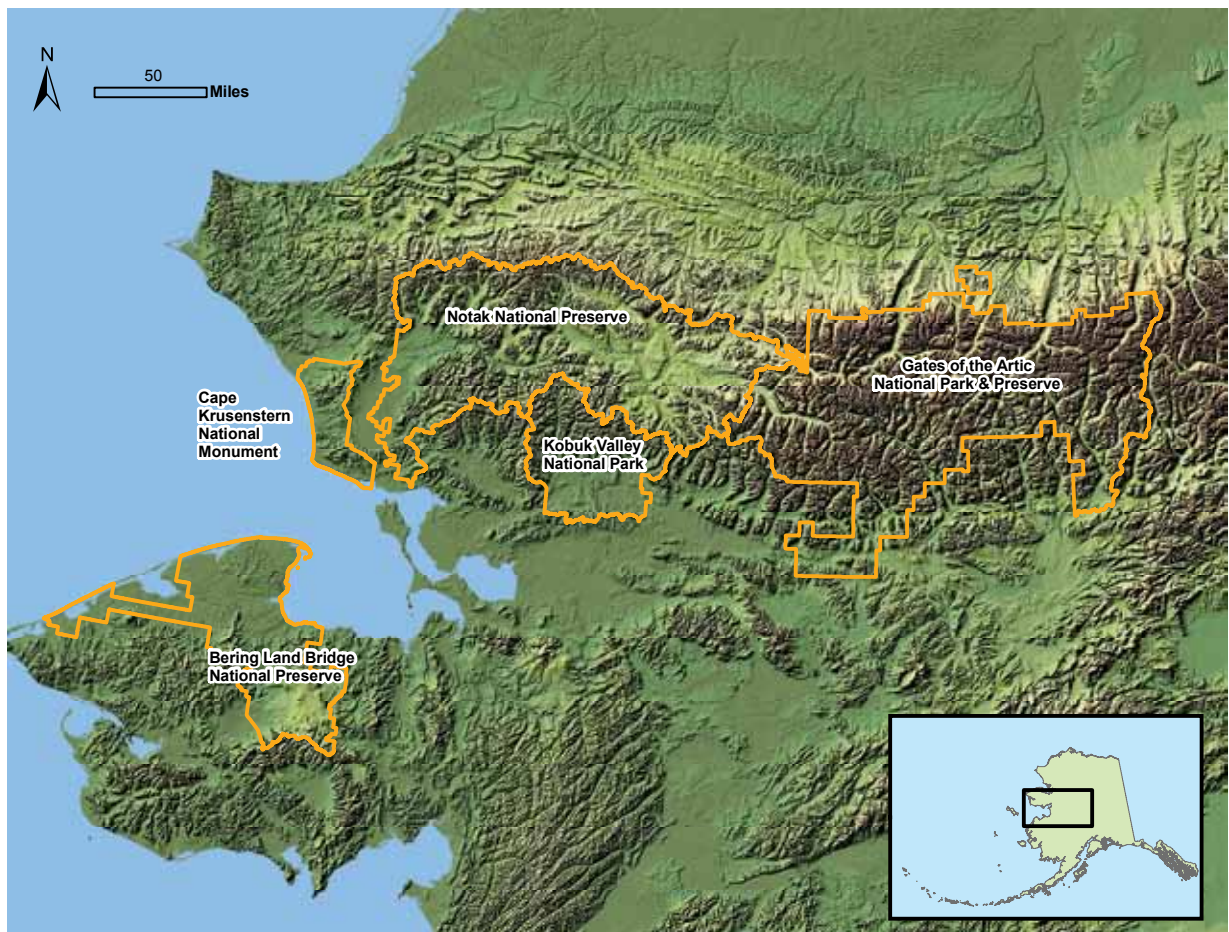 N
50
Miles
Notak National Preserve
Gates of the Artic
National Park & Preserve
Cape
Krusenstern
National
Monument
Kobuk Valley
National Park
Bering Land Bridge
National Preserve